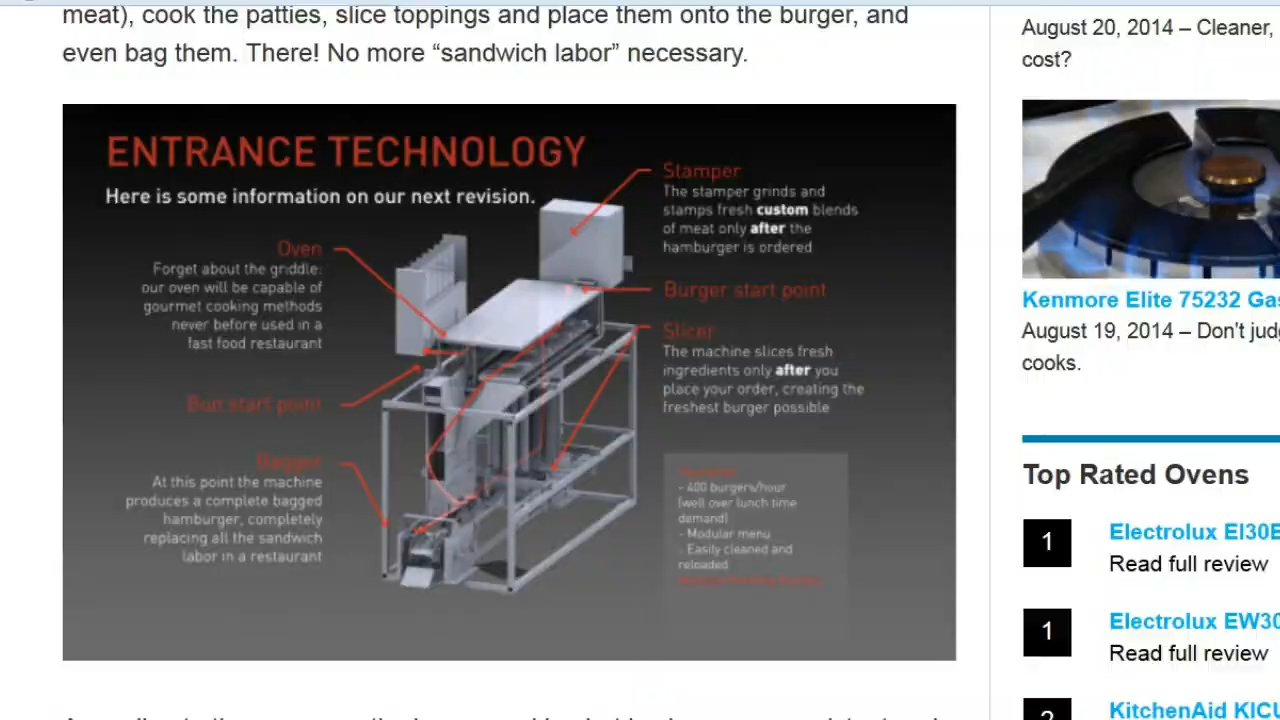 meat), cook the patties, slice toppings and place them onto the burger, and
even bag them. There! No more “sandwich labor” necessary.
ENTRANCE TECHNOLOGY
Here is some information on our next revision.
Oven
Forget about the griddle:
our oven will be capable of
gourmet cooking methods
never before used in a
fast food restaurant
Bun start point
Bagger
At this point the machine
produces a complete bagged
hamburger, completely
replacing all the sandwich
labor in a restaurant
Stamper
The stamper grinds and
stamps fresh custom blends
of meat only after the
hamburger is ordered
Burger start point
Slicer
The machine slices fresh
ingredients only after you
place your order, creating the
freshest burger possible
- 400 burgers/hour
(well over lunch time
demand)
- Modular menu
- Easily cleaned and
reloaded
August 20, 2014 – Cleaner,
cost?
Kenmore Elite 75232 Ga
August 19, 2014 – Don't jud
cooks.
Top Rated Ovens
1 Electrolux EI30E
Read full review
1 Electrolux EW30
Read full review
2 KitchenAid KICU